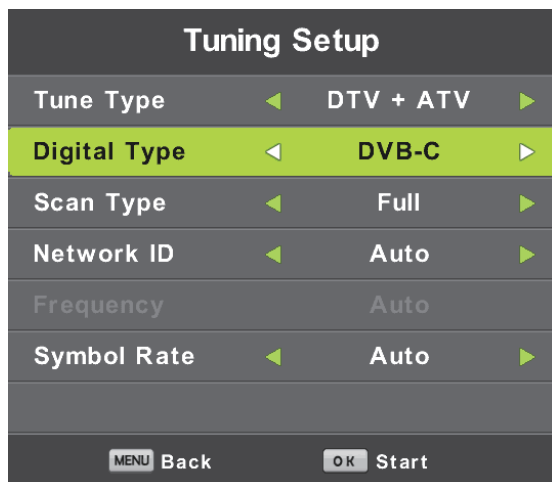 Tuning Setup
Tune Type DTV + ATV
Digital Type DVB-C
Scan Type Full
Network ID Auto
Frequency Auto
Symbol Rate Auto
MENU Back OK Start